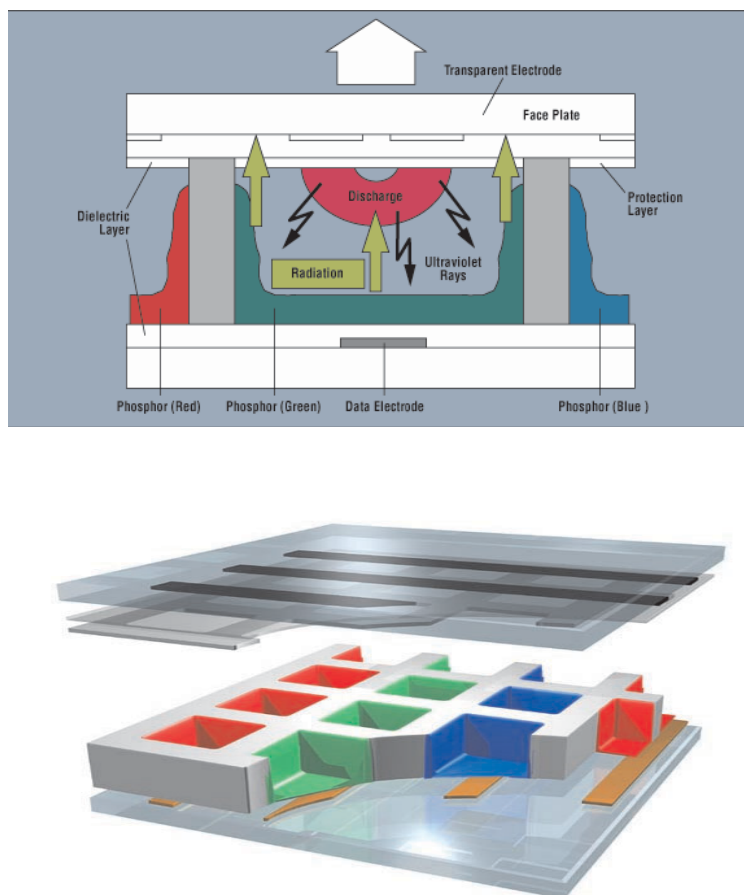 Transparent Electrode
Face Plate
Discharge
Protection
Layer
Dielectric
Layer
Radiation
Ultraviolet
Rays
Phosphor (Red)
Phosphor (Green)
Data Electrode
Phosphor (Blue )